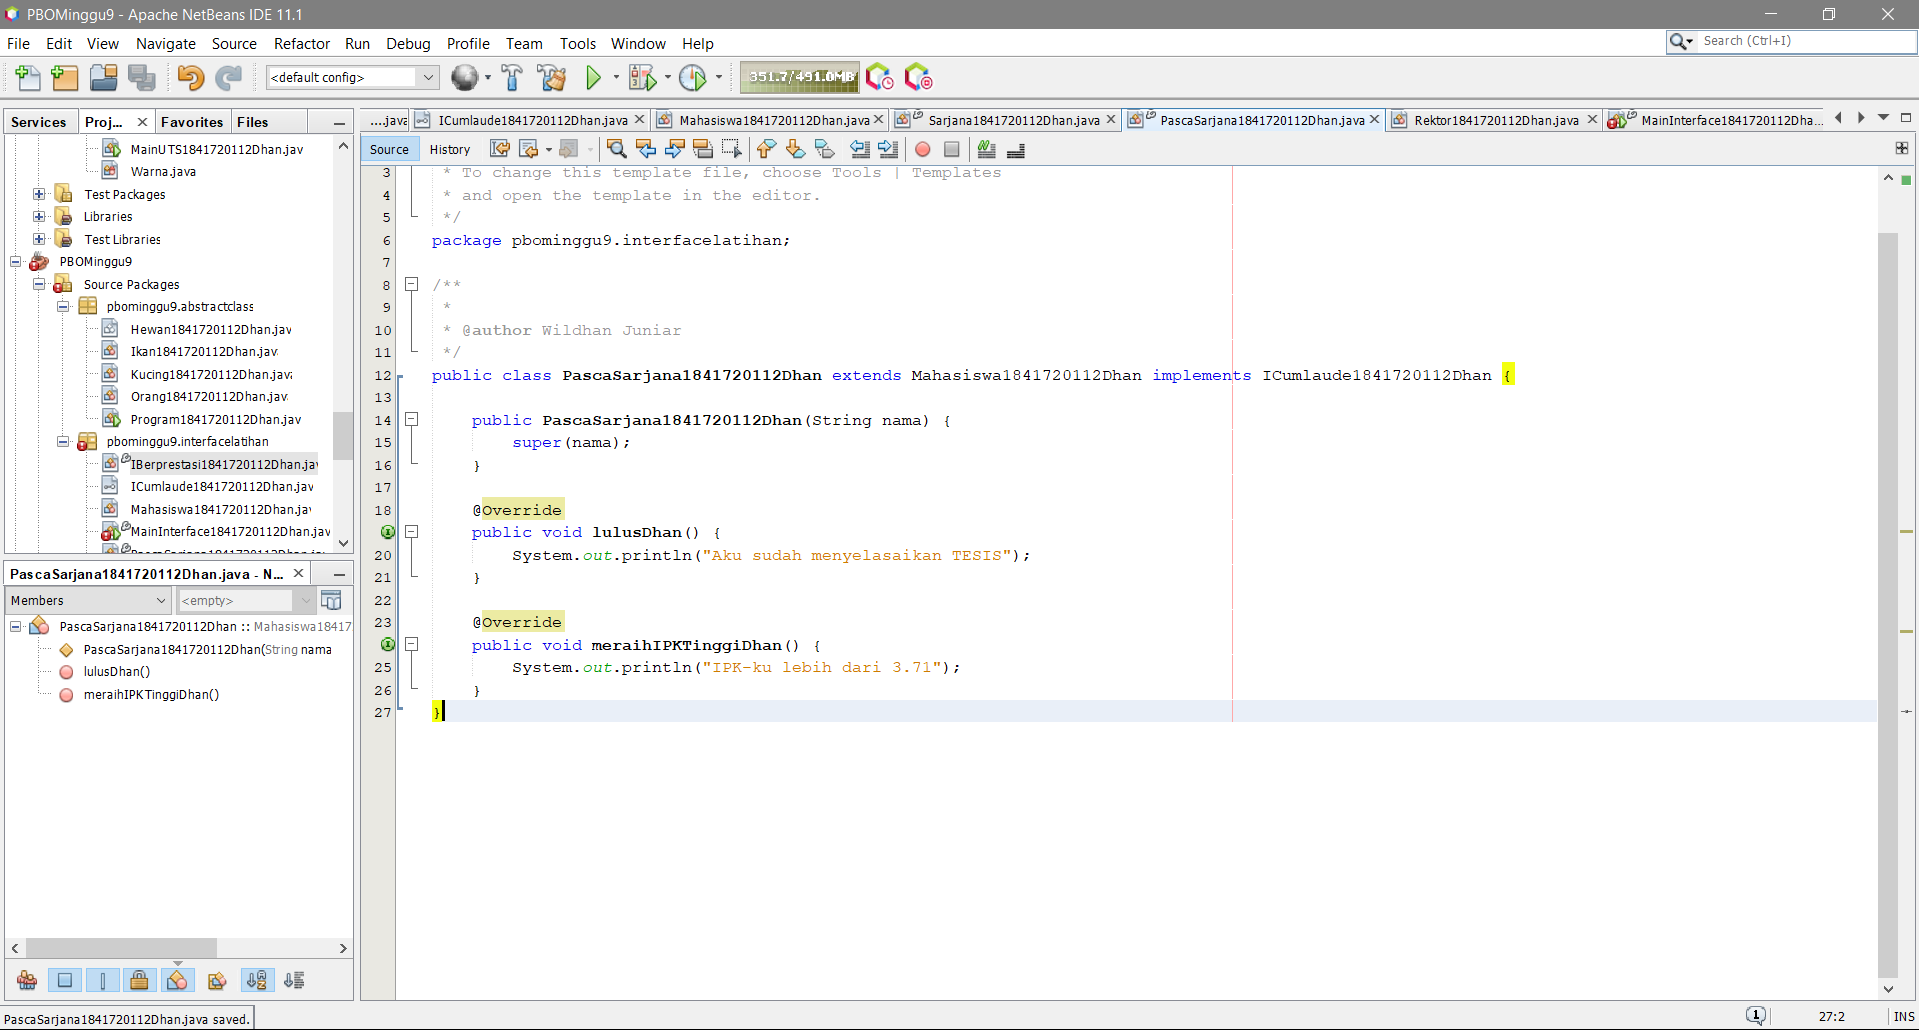 PBOMinggu9 - Apache NetBeans IDE 11.1
File Edit View Navigate Source Refactor Run Debug Profile Team Tools Window Help
Search (Ctrl+I)
<default config>
351.7/491.0MB
Services Proj... Favorites Files
....java ICumlaude1841720112Dhan.java Mahasiswa1841720112Dhan.java Sarjana1841720112Dhan.java PascaSarjana1841720112Dhan.java Rektor1841720112Dhan.java MainInterface1841720112Dha...
Source History
MainUTS1841720112Dhan.jav
Warna.java
Test Packages
Libraries
Test Libraries
PBOMinggu9
Source Packages
pbominggu9.abstractclass
Hewan1841720112Dhan.jav
Ikan1841720112Dhan.jav
Kucing1841720112Dhan.java
Orang1841720112Dhan.jav
Program1841720112Dhan.jav
pbominggu9.interfacelatihan
IBerprestasi1841720112Dhan.jav
ICumlaude1841720112Dhan.jav
Mahasiswa1841720112Dhan.jav
MainInterface1841720112Dhan.jav
PascaSarjana1841720112Dhan.jav
PascaSarjana1841720112Dhan.java - N...
Members <empty>
PascaSarjana1841720112Dhan :: Mahasiswa18417
PascaSarjana1841720112Dhan(String nama
lulusDhan()
meraihIPKTinggiDhan()
3 * To change this template file, choose Tools | Templates
4 * and open the template in the editor.
5 */
6 package pbominggu9.interfacelatihan;
7
8 /**
9 *
10 * @author Wildhan Juniar
11 */
12 public class PascaSarjana1841720112Dhan extends Mahasiswa1841720112Dhan implements ICumlaude1841720112Dhan {
13
14 public PascaSarjana1841720112Dhan(String nama) {
15 super(nama);
16 }
17
18 @Override
public void lulusDhan() {
20 System.out.println("Aku sudah menyelasaikan TESIS");
21 }
22
23 @Override
public void meraihIPKTinggiDhan() {
25 System.out.println("IPK-ku lebih dari 3.71");
26 }
27 }
PascaSarjana1841720112Dhan.java saved.
1
27:2 INS